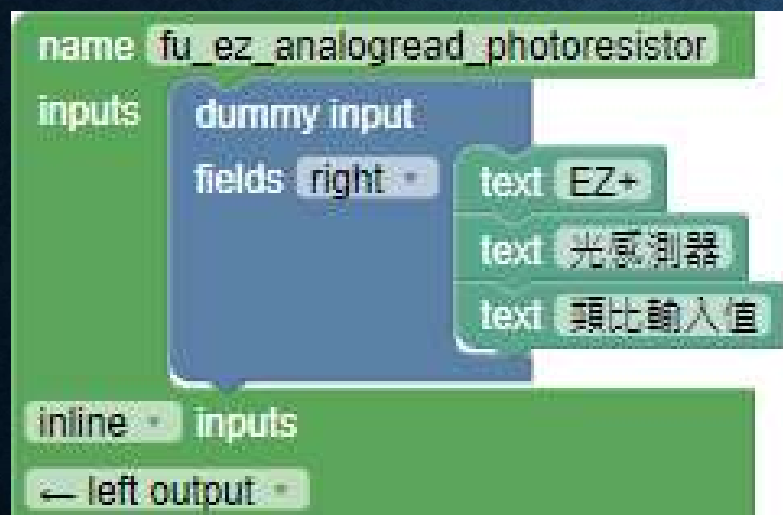 name fu_ez_analogread_photoresistor
inputs dummy input
fields right text EZ+
text 光感測器
text 類比輸入值
inline inputs
← left output